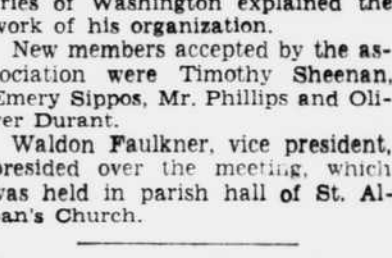 ries of Washington explained the
work of his organization.
New members accepted by the as-
sociation were Timothy Sheenan,
Emery Sippos, Mr. Phillips and Oli-
ver Durant.
Waldon Faulkner, vice president,
presided over the meeting, which
was held in parish hall of St. Al-
ban's Church.